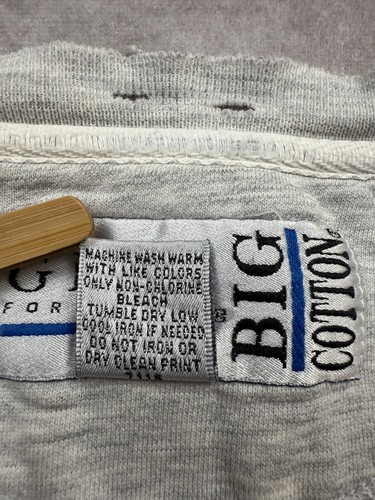 G
FOR
MACHINE WASH WARM
WITH LIKE COLORS
ONLY NON-CHLORINE
BLEACH
TUMBLE DRY LOW
COOL IRON IF NEEDED
DO NOT IRON OR
DRY CLEAN PRINT
BIG
COTTON